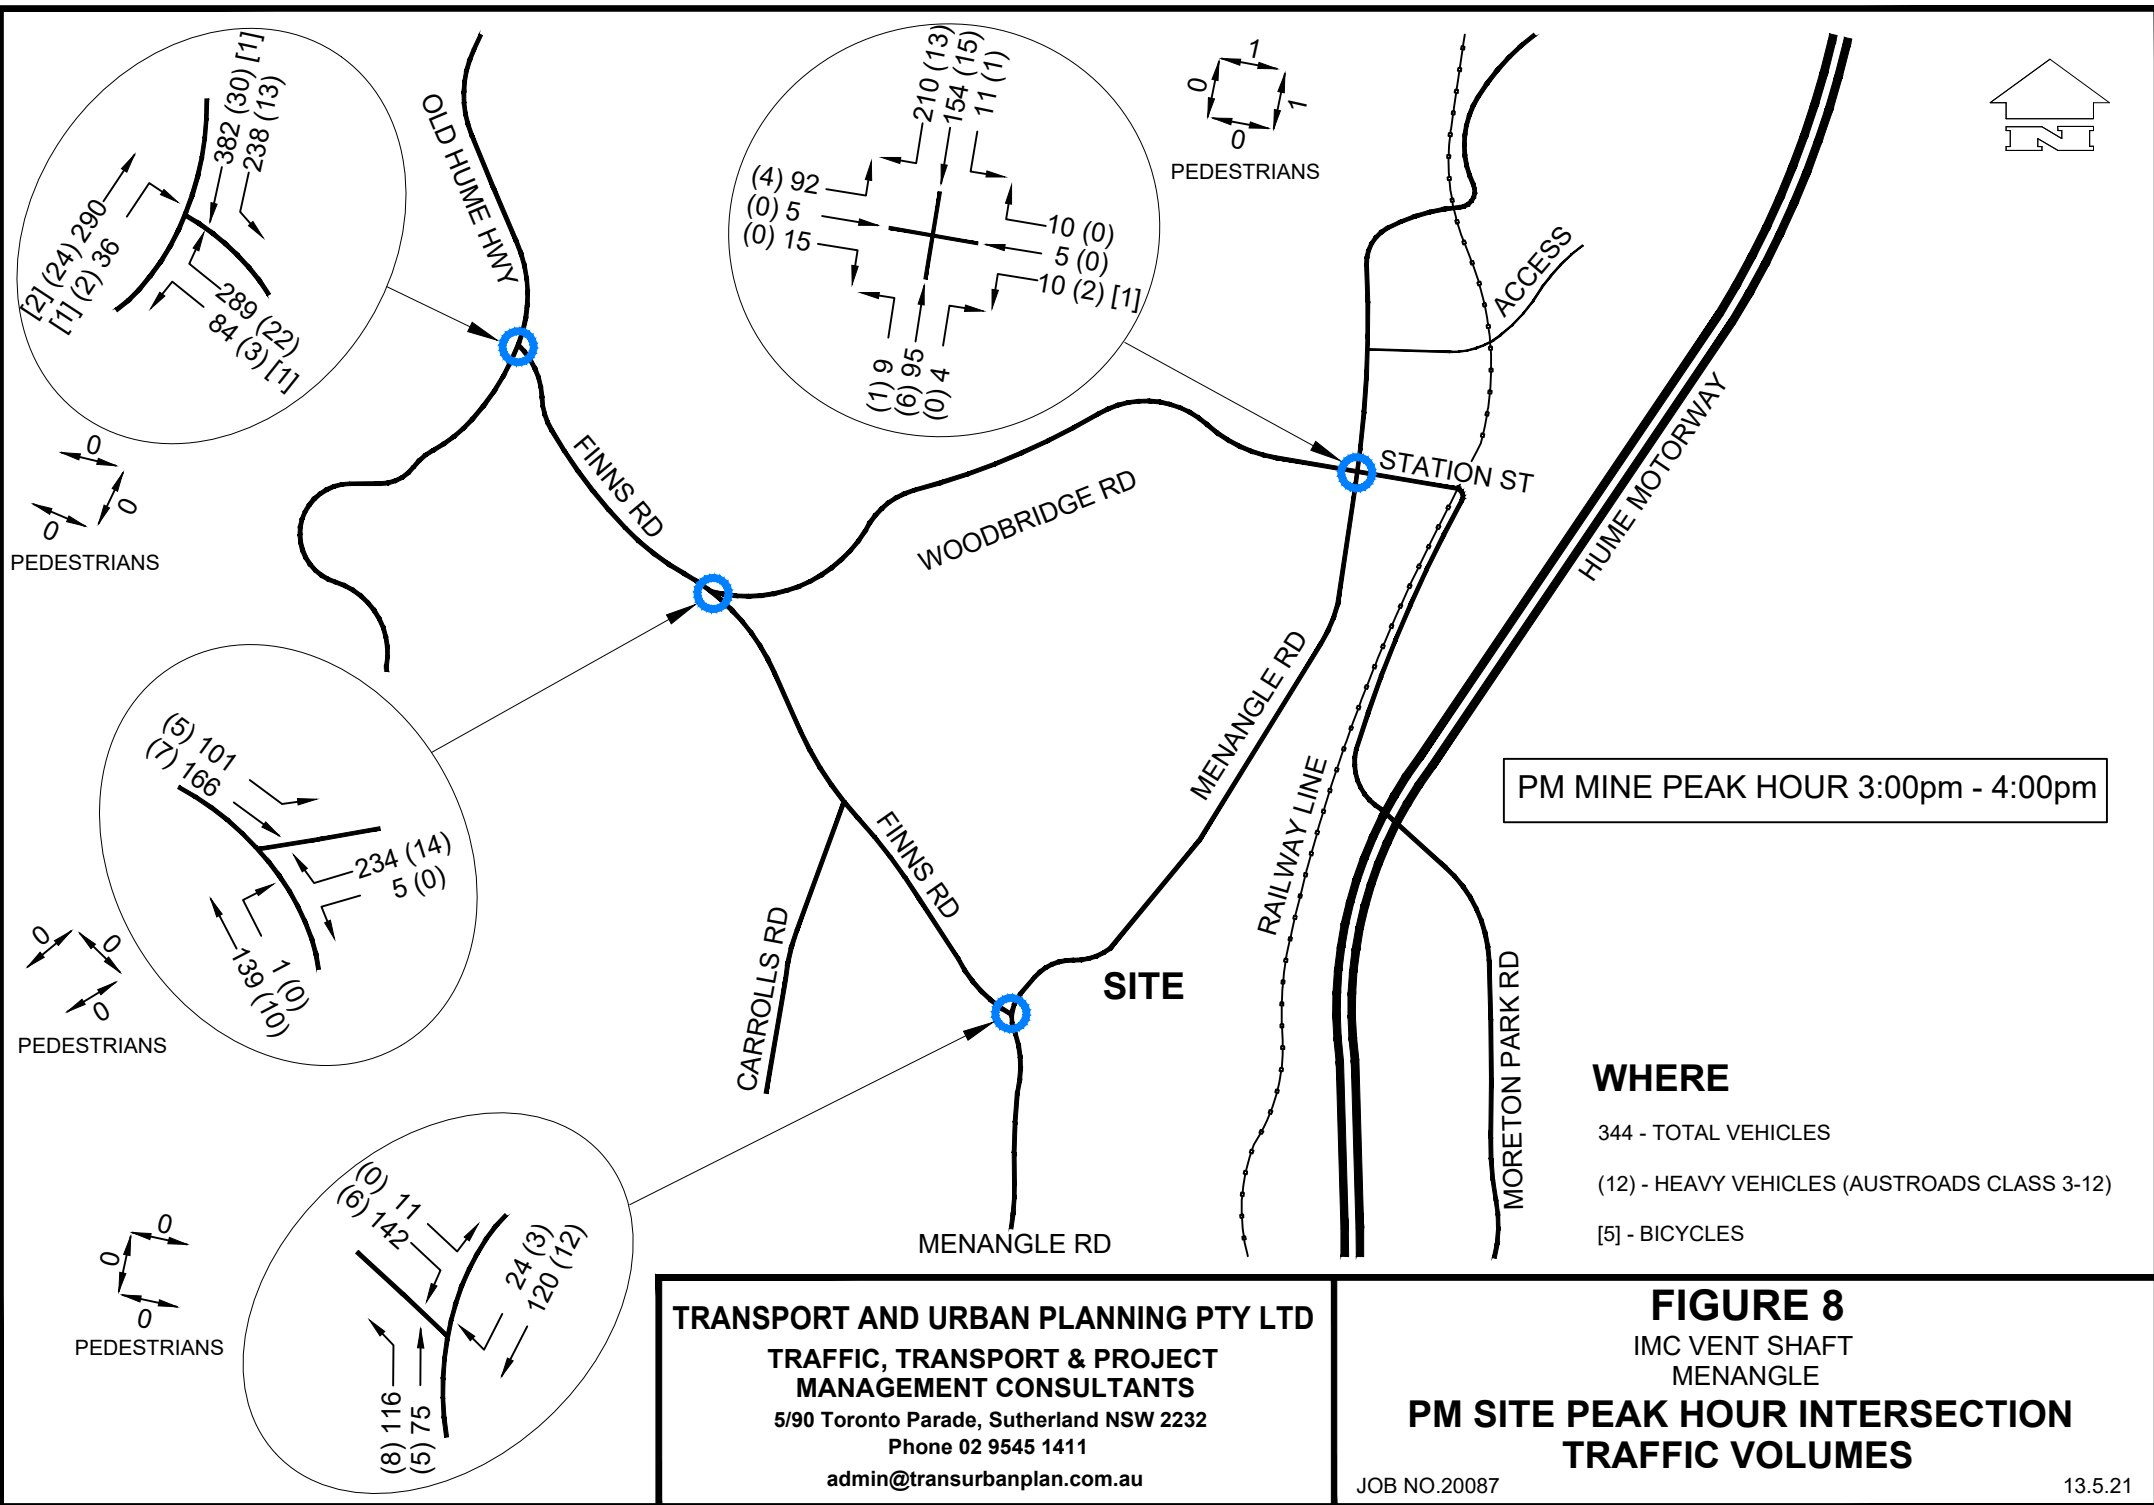 382 (30) [1]
238 (13)
[2] (24) 290
[1] (2) 36
289 (22)
84 (3) [1]
OLD HUME HWY
210 (13)
154 (15)
11 (1)
(4) 92
(0) 5
(0) 15
10 (0)
5 (0)
10 (2) [1]
(1) 9
(6) 95
(0) 4
1
0
1
0
PEDESTRIANS
N
ACCESS
0
0
0
PEDESTRIANS
FINNS RD
WOODBRIDGE RD
STATION ST
HUME MOTORWAY
MENANGLE RD
RAILWAY LINE
PM MINE PEAK HOUR 3:00pm - 4:00pm
(5) 101
(7) 166
234 (14)
5 (0)
1 (0)
139 (10)
0
0
0
PEDESTRIANS
FINNS RD
CARROLLS RD
SITE
MORETON PARK RD
WHERE
344 - TOTAL VEHICLES
(12) - HEAVY VEHICLES (AUSTROADS CLASS 3-12)
[5] - BICYCLES
(0) 11
(6) 142
24 (3)
120 (12)
(8) 116
(5) 75
0
0
0
PEDESTRIANS
MENANGLE RD
TRANSPORT AND URBAN PLANNING PTY LTD
TRAFFIC, TRANSPORT & PROJECT
MANAGEMENT CONSULTANTS
5/90 Toronto Parade, Sutherland NSW 2232
Phone 02 9545 1411
admin@transurbanplan.com.au
FIGURE 8
IMC VENT SHAFT
MENANGLE
PM SITE PEAK HOUR INTERSECTION
TRAFFIC VOLUMES
JOB NO.20087
13.5.21